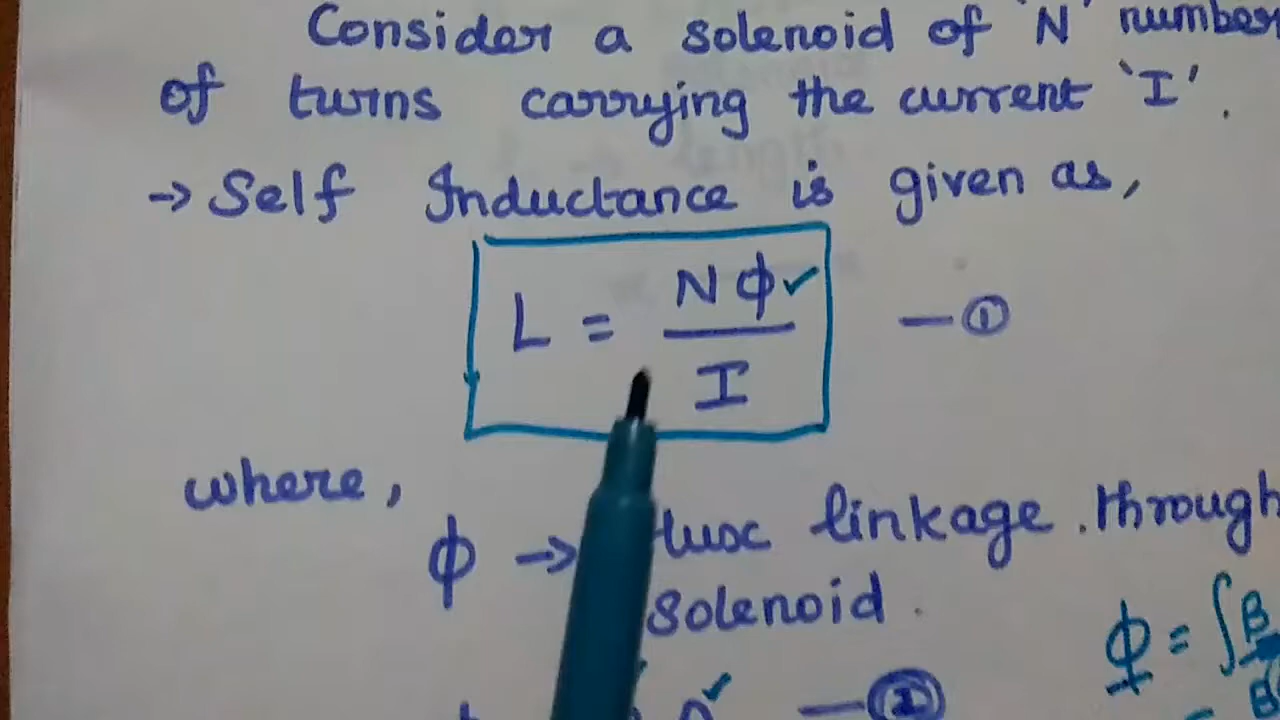 Consider a solenoid of 'N' number
of turns carrying the current 'I'.
→ Self Inductance is given as,
L = Nϕ✓ / I — ①
where,
ϕ → flux linkage through
solenoid.
ϕ = ∫B
— ②